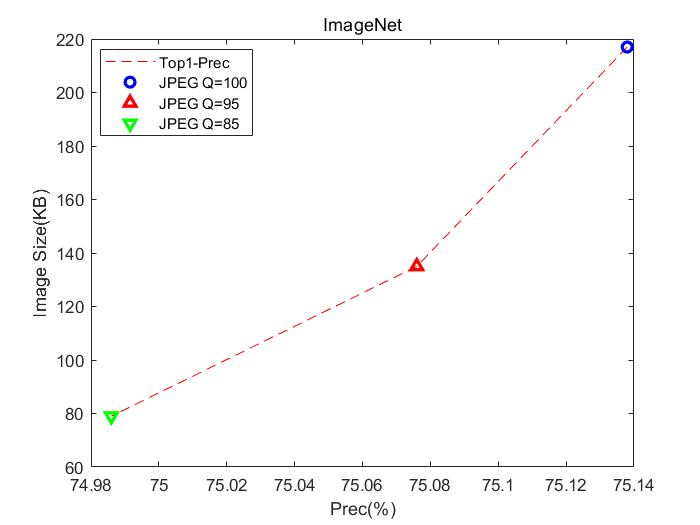 ImageNet
220
200
180
160
140
120
100
80
60
Image Size(KB)
Top1-Prec
JPEG Q=100
JPEG Q=95
JPEG Q=85
74.98 75 75.02 75.04 75.06 75.08 75.1 75.12 75.14
Prec(%)